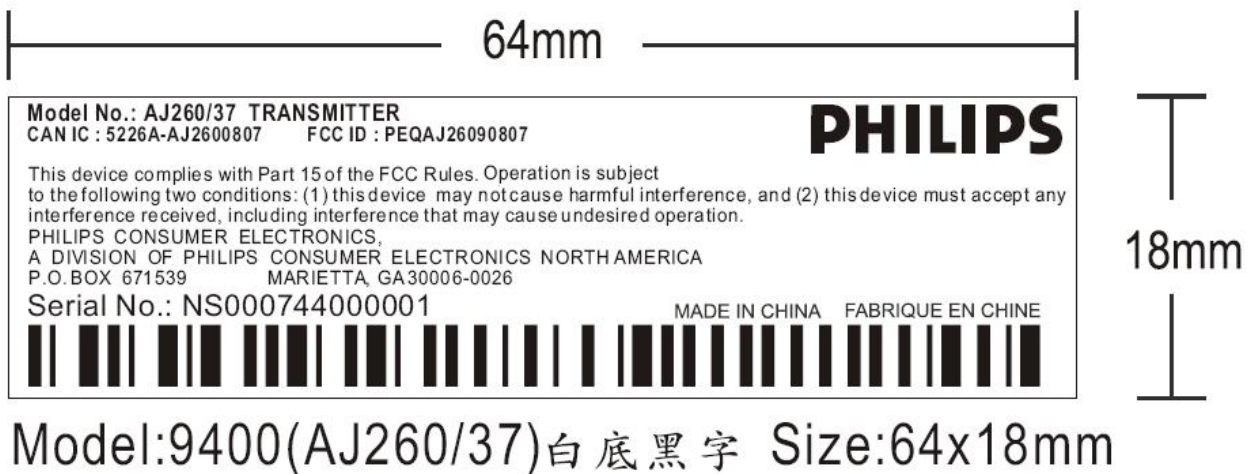 64mm
Model No.: AJ260/37 TRANSMITTER
CAN IC : 5226A-AJ2600807 FCC ID : PEQAJ26090807
PHILIPS
This device complies with Part 15 of the FCC Rules. Operation is subject
to the following two conditions: (1) this device may not cause harmful interference, and (2) this device must accept any
interference received, including interference that may cause undesired operation.
PHILIPS CONSUMER ELECTRONICS,
A DIVISION OF PHILIPS CONSUMER ELECTRONICS NORTH AMERICA
P.O.BOX 671539 MARIETTA, GA30006-0026
Serial No.: NS000744000001
MADE IN CHINA FABRIQUE EN CHINE
18mm
Model:9400(AJ260/37)白底黑字 Size:64x18mm